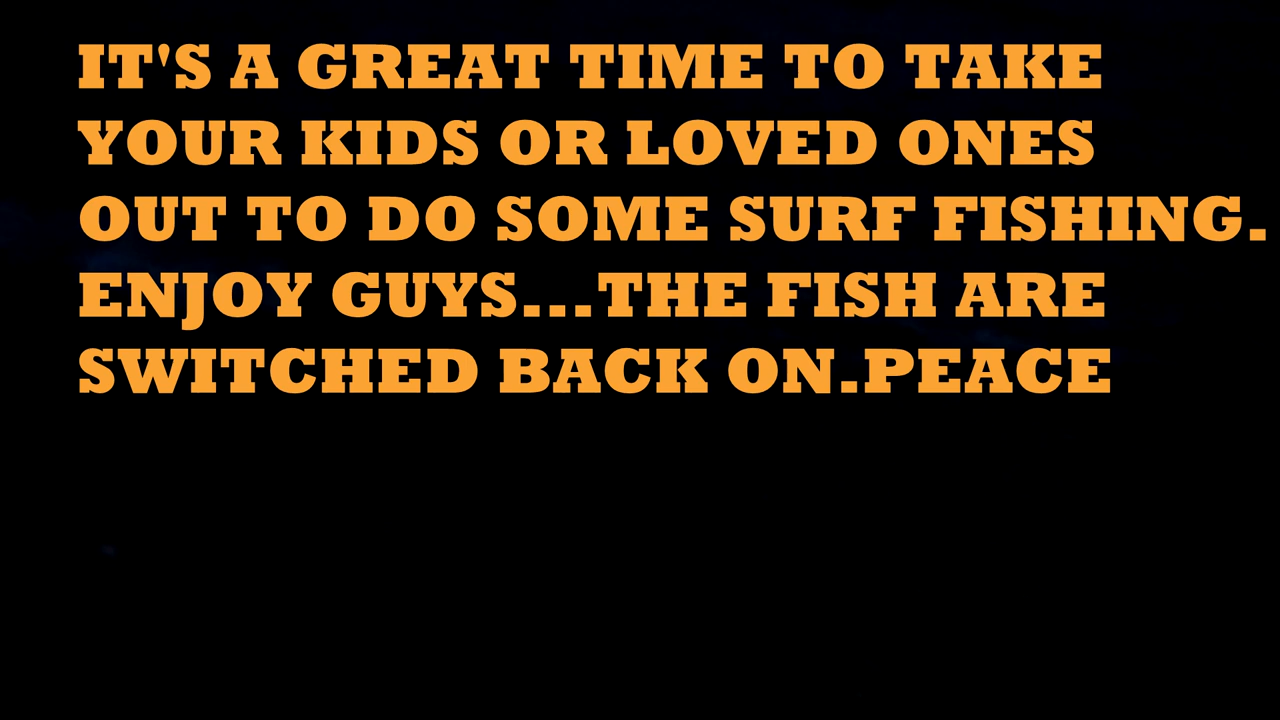 IT'S A GREAT TIME TO TAKE
YOUR KIDS OR LOVED ONES
OUT TO DO SOME SURF FISHING.
ENJOY GUYS...THE FISH ARE
SWITCHED BACK ON.PEACE